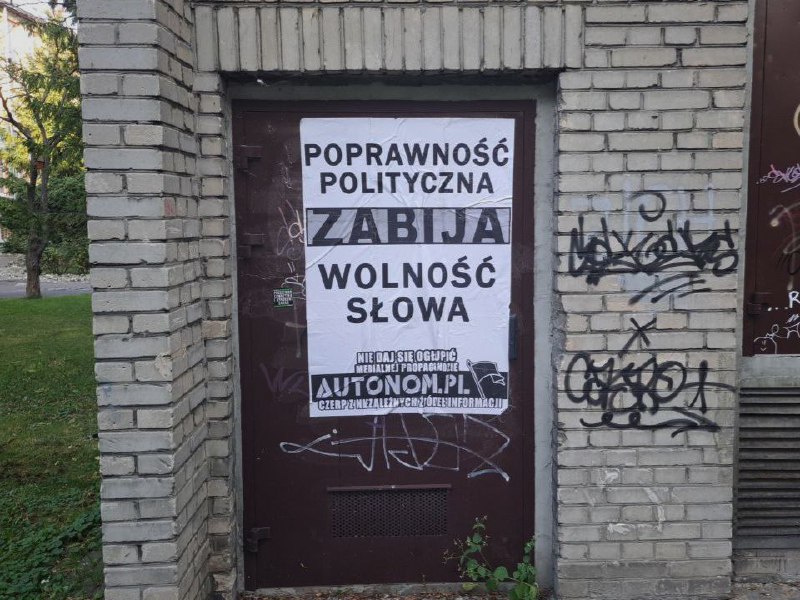 POPRAWNOŚĆ
POLITYCZNA
ZABIJA
WOLNOŚĆ
SŁOWA
NIE DAJ SIĘ OGŁUPIĆ
MEDIALNEJ PROPAGANDZIE
AUTONOM.PL
CZERP Z NIEZALEŻNYCH ŹRÓDEŁ INFORMACJI